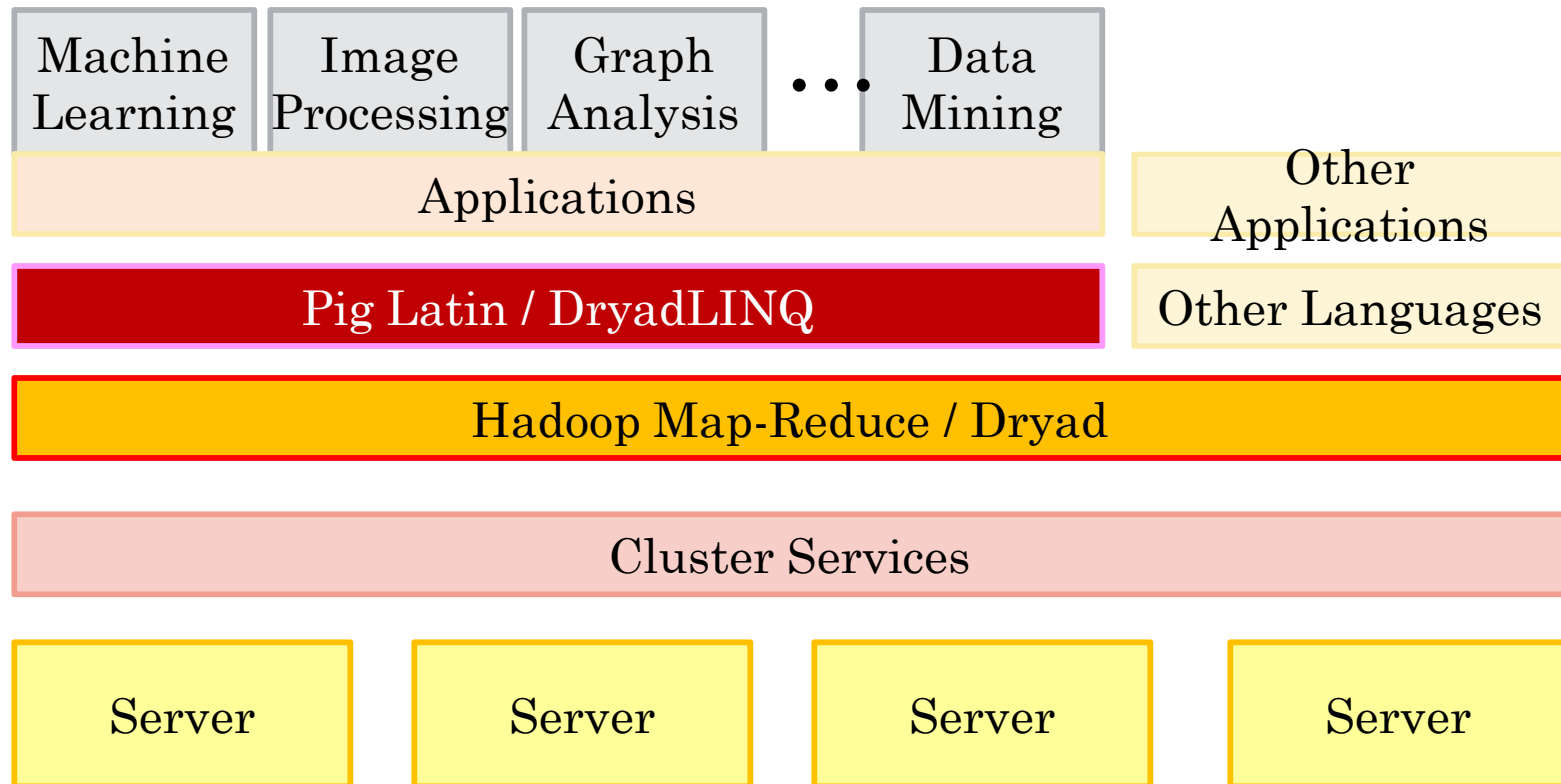 Machine
Learning
Image
Processing
Graph
Analysis
...
Data
Mining
Applications
Other
Applications
Pig Latin / DryadLINQ
Other Languages
Hadoop Map-Reduce / Dryad
Cluster Services
Server
Server
Server
Server